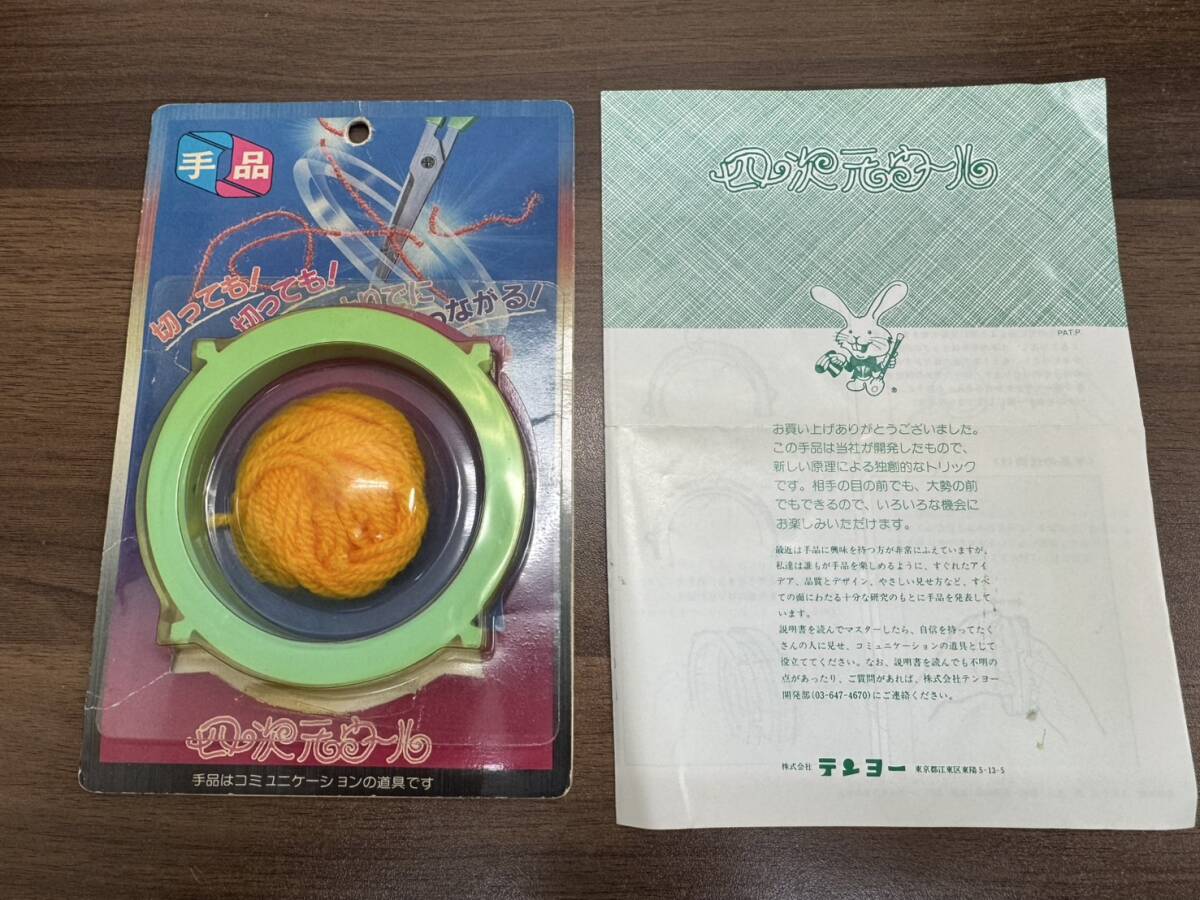 手品
切っても!
切っても!
つながる!
四次元ウール
手品はコミュニケーションの道具です
四次元ウール
PAT.P.
®
お買い上げありがとうございました。
この手品は当社が開発したもので、
新しい原理による独創的なトリック
です。相手の目の前でも、大勢の前
でもできるので、いろいろな機会に
お楽しみいただけます。
最近は手品に興味を持つ方が非常にふえていますが、
私達は誰もが手品を楽しめるように、すぐれたアイ
デア、品質とデザイン、やさしい見せ方など、すべ
ての面にわたる十分な研究のもとに手品を発表して
います。
説明書を読んでマスターしたら、自信を持ってたく
さんの人に見せ、コミュニケーションの道具として
役立ててください。なお、説明書を読んでも不明の
点があったり、ご質問があれば、株式会社テンヨー
開発部(03-647-4670)にご連絡ください。
株式会社 テンヨー 東京都江東区東陽5-13-5